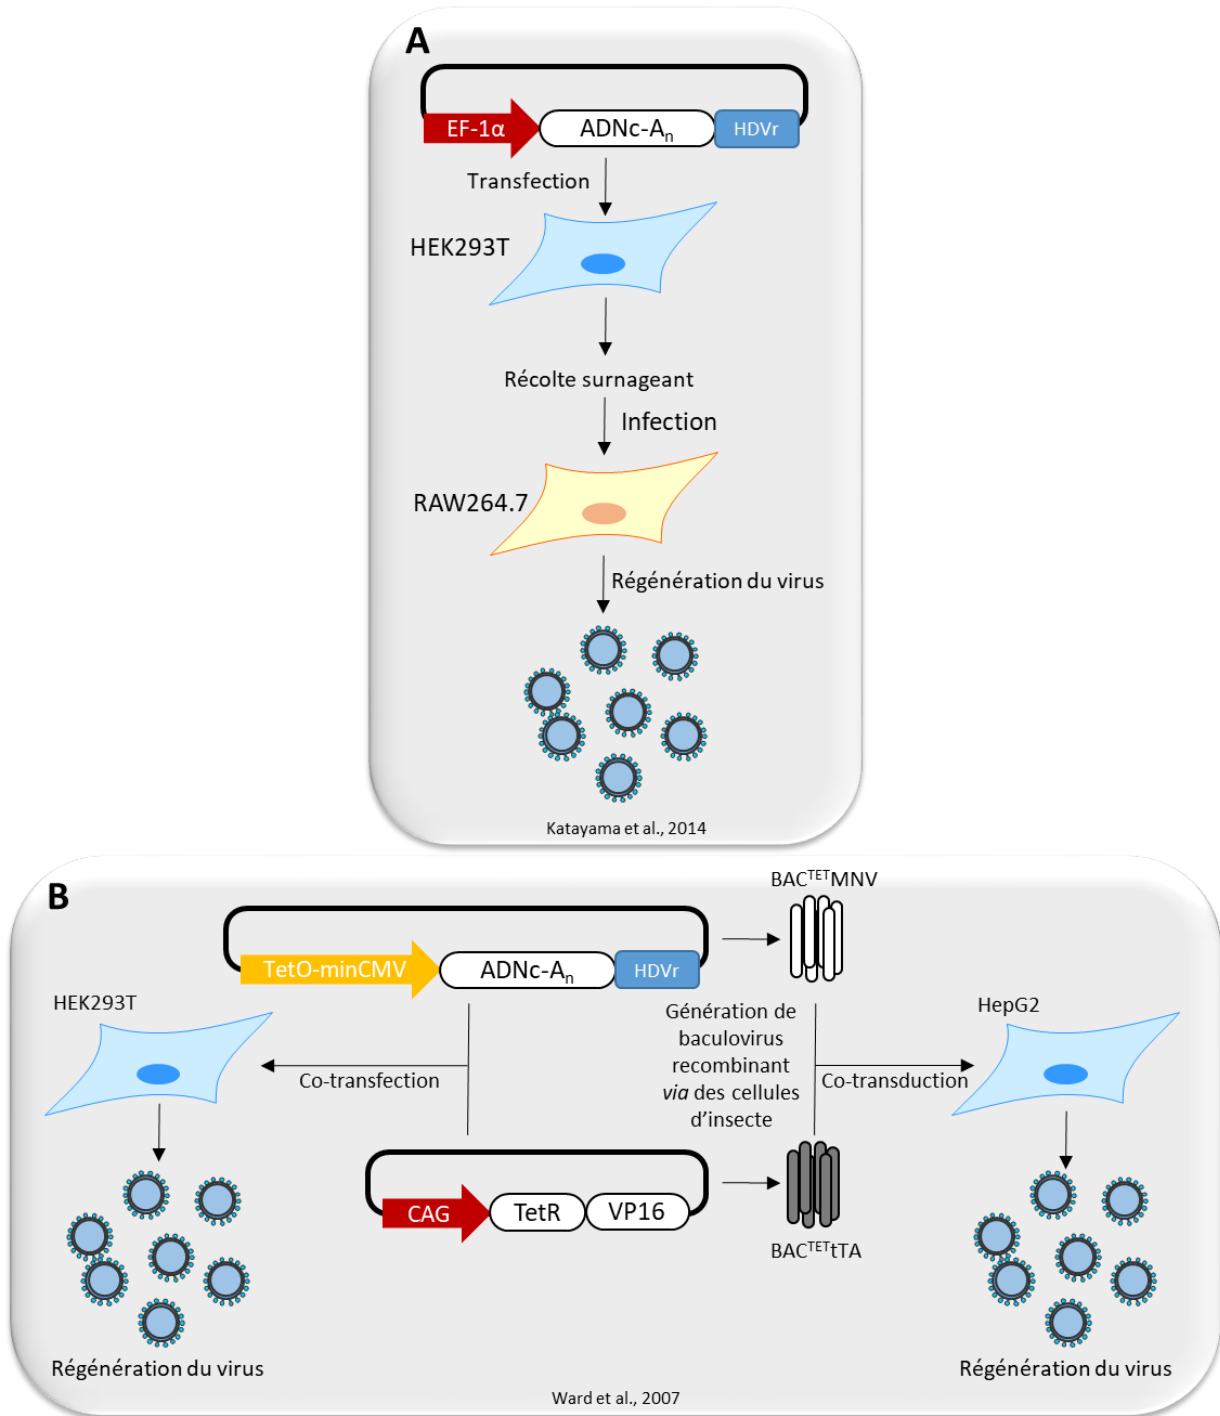 A
EF-1α
ADNc-An
HDVr
Transfection
HEK293T
Récolte surnageant
Infection
RAW264.7
Régénération du virus
Katayama et al., 2014
B
BACTETMNV
TetO-minCMV
ADNc-An
HDVr
HEK293T
Génération de
baculovirus
recombinant
via des cellules
d'insecte
HepG2
Co-transfection
Co-transduction
CAG
TetR
VP16
BACTETtTA
Régénération du virus
Régénération du virus
Ward et al., 2007